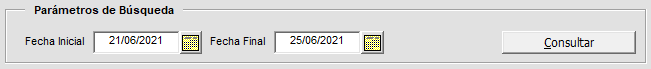 Parámetros de Búsqueda
Fecha Inicial 21/06/2021 Fecha Final 25/06/2021 Consultar